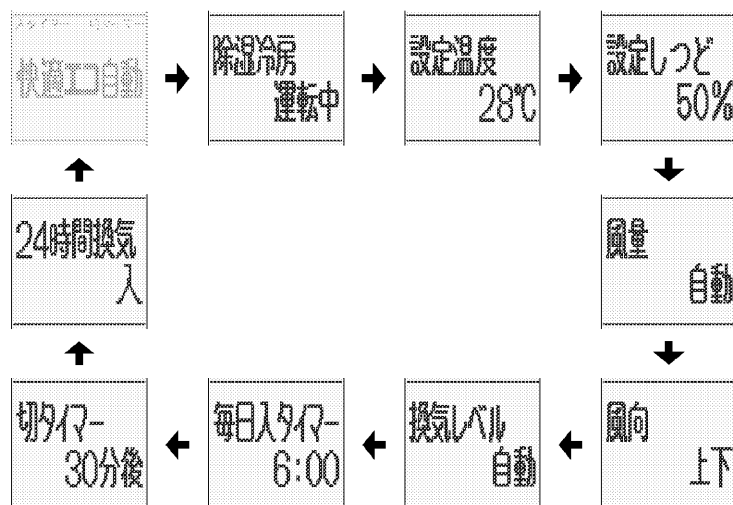 快適エコ自動
除湿冷房
運転中
設定温度
28℃
設定しつど
50%
風量
自動
風向
上下
換気レベル
自動
毎日入タイマー
6:00
切タイマー
30分後
24時間換気
入